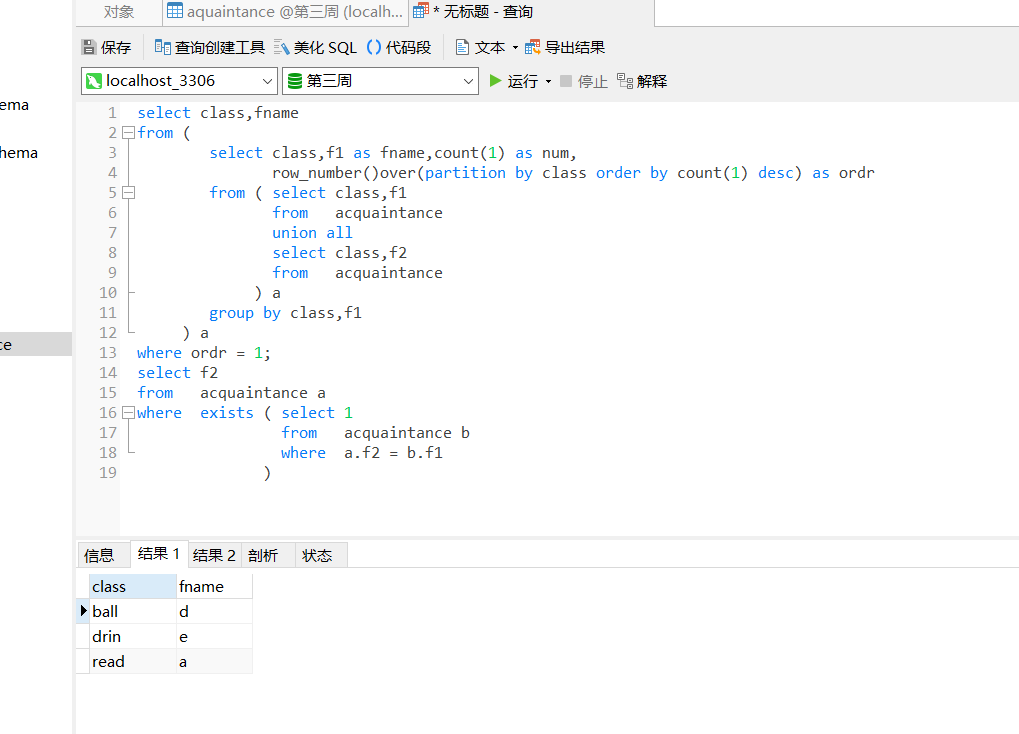 对象
aquaintance @第三周 (localh...
* 无标题 - 查询
保存
查询创建工具
美化 SQL
() 代码段
文本
导出结果
localhost_3306
第三周
运行
停止
解释
ema
hema
ce
1 select class,fname
2 from (
3 select class,f1 as fname,count(1) as num,
4 row_number()over(partition by class order by count(1) desc) as ordr
5 from ( select class,f1
6 from acquaintance
7 union all
8 select class,f2
9 from acquaintance
10 ) a
11 group by class,f1
12 ) a
13 where ordr = 1;
14 select f2
15 from acquaintance a
16 where exists ( select 1
17 from acquaintance b
18 where a.f2 = b.f1
19 )
信息
结果 1
结果 2
剖析
状态
class fname
ball d
drin e
read a